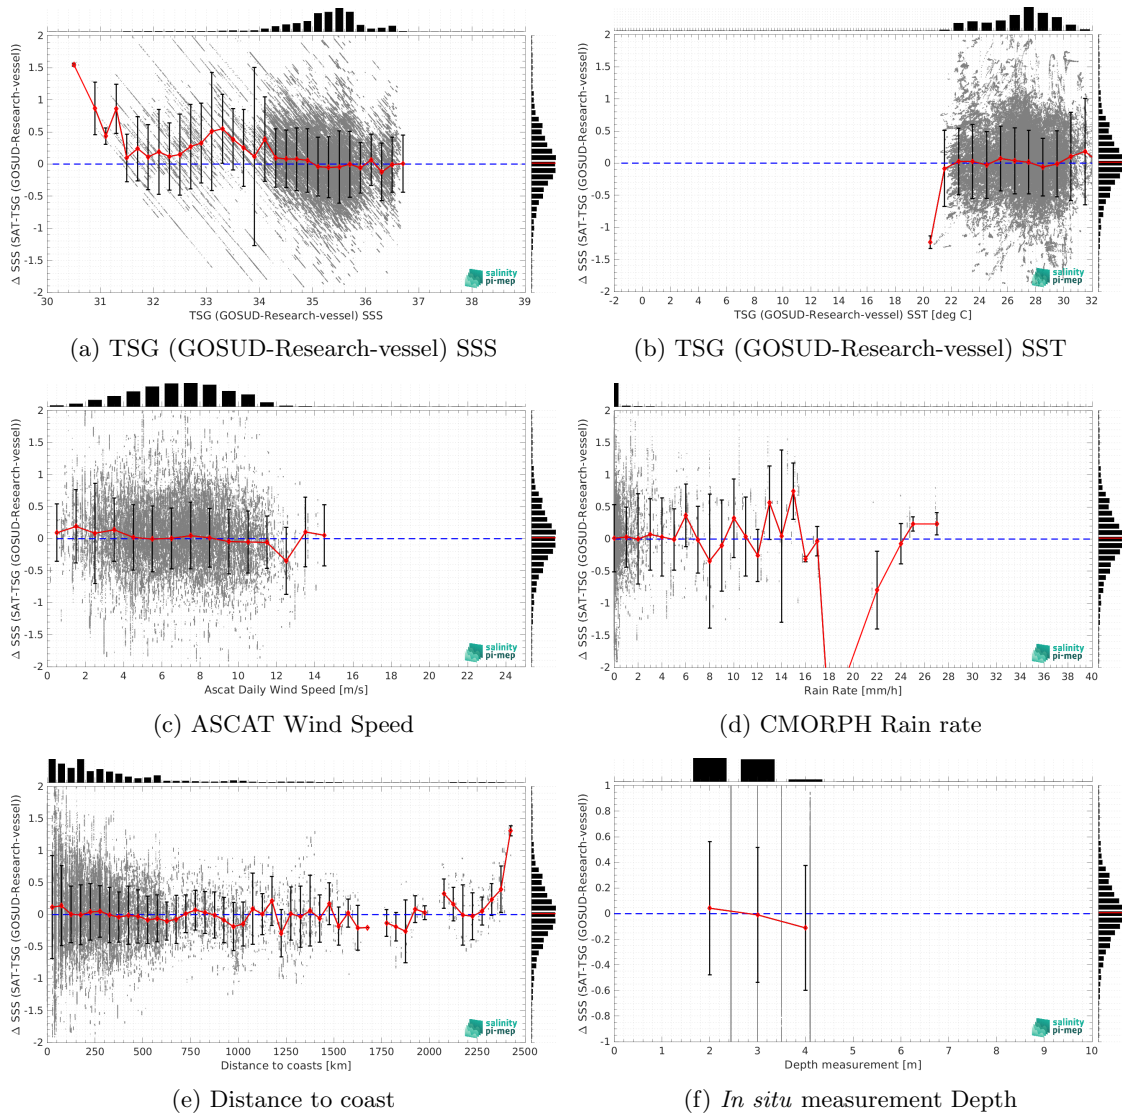 Δ SSS (SAT-TSG (GOSUD-Research-vessel))
2
1.5
1
0.5
0
-0.5
-1
-1.5
-2
30 31 32 33 34 35 36 37 38 39
TSG (GOSUD-Research-vessel) SSS
salinity
pi-mep
(a) TSG (GOSUD-Research-vessel) SSS
Δ SSS (SAT-TSG (GOSUD-Research-vessel))
2
1.5
1
0.5
0
-0.5
-1
-1.5
-2
-2 0 2 4 6 8 10 12 14 16 18 20 22 24 26 28 30 32
TSG (GOSUD-Research-vessel) SST [deg C]
salinity
pi-mep
(b) TSG (GOSUD-Research-vessel) SST
Δ SSS (SAT-TSG (GOSUD-Research-vessel))
2
1.5
1
0.5
0
-0.5
-1
-1.5
-2
0 2 4 6 8 10 12 14 16 18 20 22 24
Ascat Daily Wind Speed [m/s]
salinity
pi-mep
(c) ASCAT Wind Speed
Δ SSS (SAT-TSG (GOSUD-Research-vessel))
2
1.5
1
0.5
0
-0.5
-1
-1.5
-2
0 2 4 6 8 10 12 14 16 18 20 22 24 26 28 30 32 34 36 38 40
Rain Rate [mm/h]
salinity
pi-mep
(d) CMORPH Rain rate
Δ SSS (SAT-TSG (GOSUD-Research-vessel))
2
1.5
1
0.5
0
-0.5
-1
-1.5
-2
0 250 500 750 1000 1250 1500 1750 2000 2250 2500
Distance to coasts [km]
salinity
pi-mep
(e) Distance to coast
Δ SSS (SAT-TSG (GOSUD-Research-vessel))
1
0.8
0.6
0.4
0.2
0
-0.2
-0.4
-0.6
-0.8
-1
0 1 2 3 4 5 6 7 8 9 10
Depth measurement [m]
salinity
pi-mep
(f) In situ measurement Depth